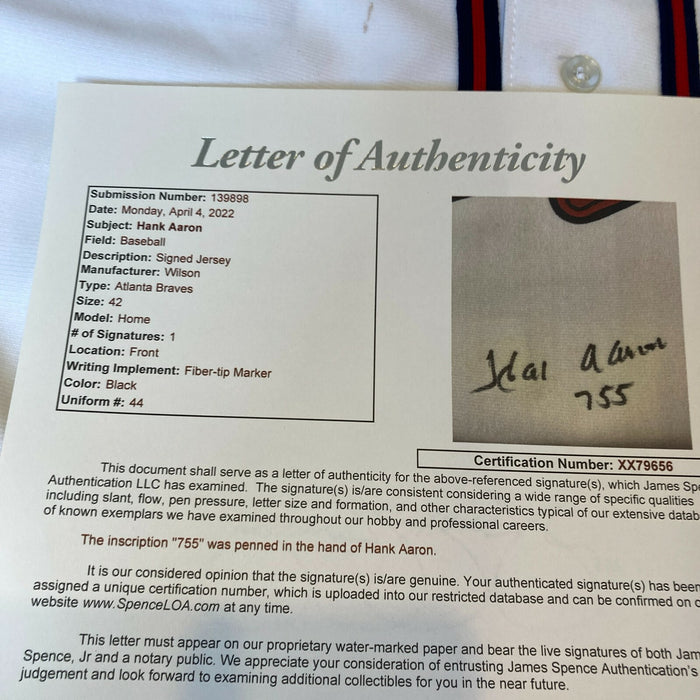 Letter of Authenticity
Submission Number: 139898
Date: Monday, April 4, 2022
Subject: Hank Aaron
Field: Baseball
Description: Signed Jersey
Manufacturer: Wilson
Type: Atlanta Braves
Size: 42
Model: Home
# of Signatures: 1
Location: Front
Writing Implement: Fiber-tip Marker
Color: Black
Uniform #: 44
Hal Aaron
755
Certification Number: XX79656
This document shall serve as a letter of authenticity for the above-referenced signature(s), which James Spe
Authentication LLC has examined. The signature(s) is/are consistent considering a wide range of specific qualities
including slant, flow, pen pressure, letter size and formation, and other characteristics typical of our extensive datab
of known exemplars we have examined throughout our hobby and professional careers.
The inscription "755" was penned in the hand of Hank Aaron.
It is our considered opinion that the signature(s) is/are genuine. Your authenticated signature(s) has been
assigned a unique certification number, which is uploaded into our restricted database and can be confirmed on o
website www.SpenceLOA.com at any time.
This letter must appear on our proprietary water-marked paper and bear the live signatures of both Jam
Spence, Jr and a notary public. We appreciate your consideration of entrusting James Spence Authentication's
judgement and look forward to examining additional collectibles for you in the near future.